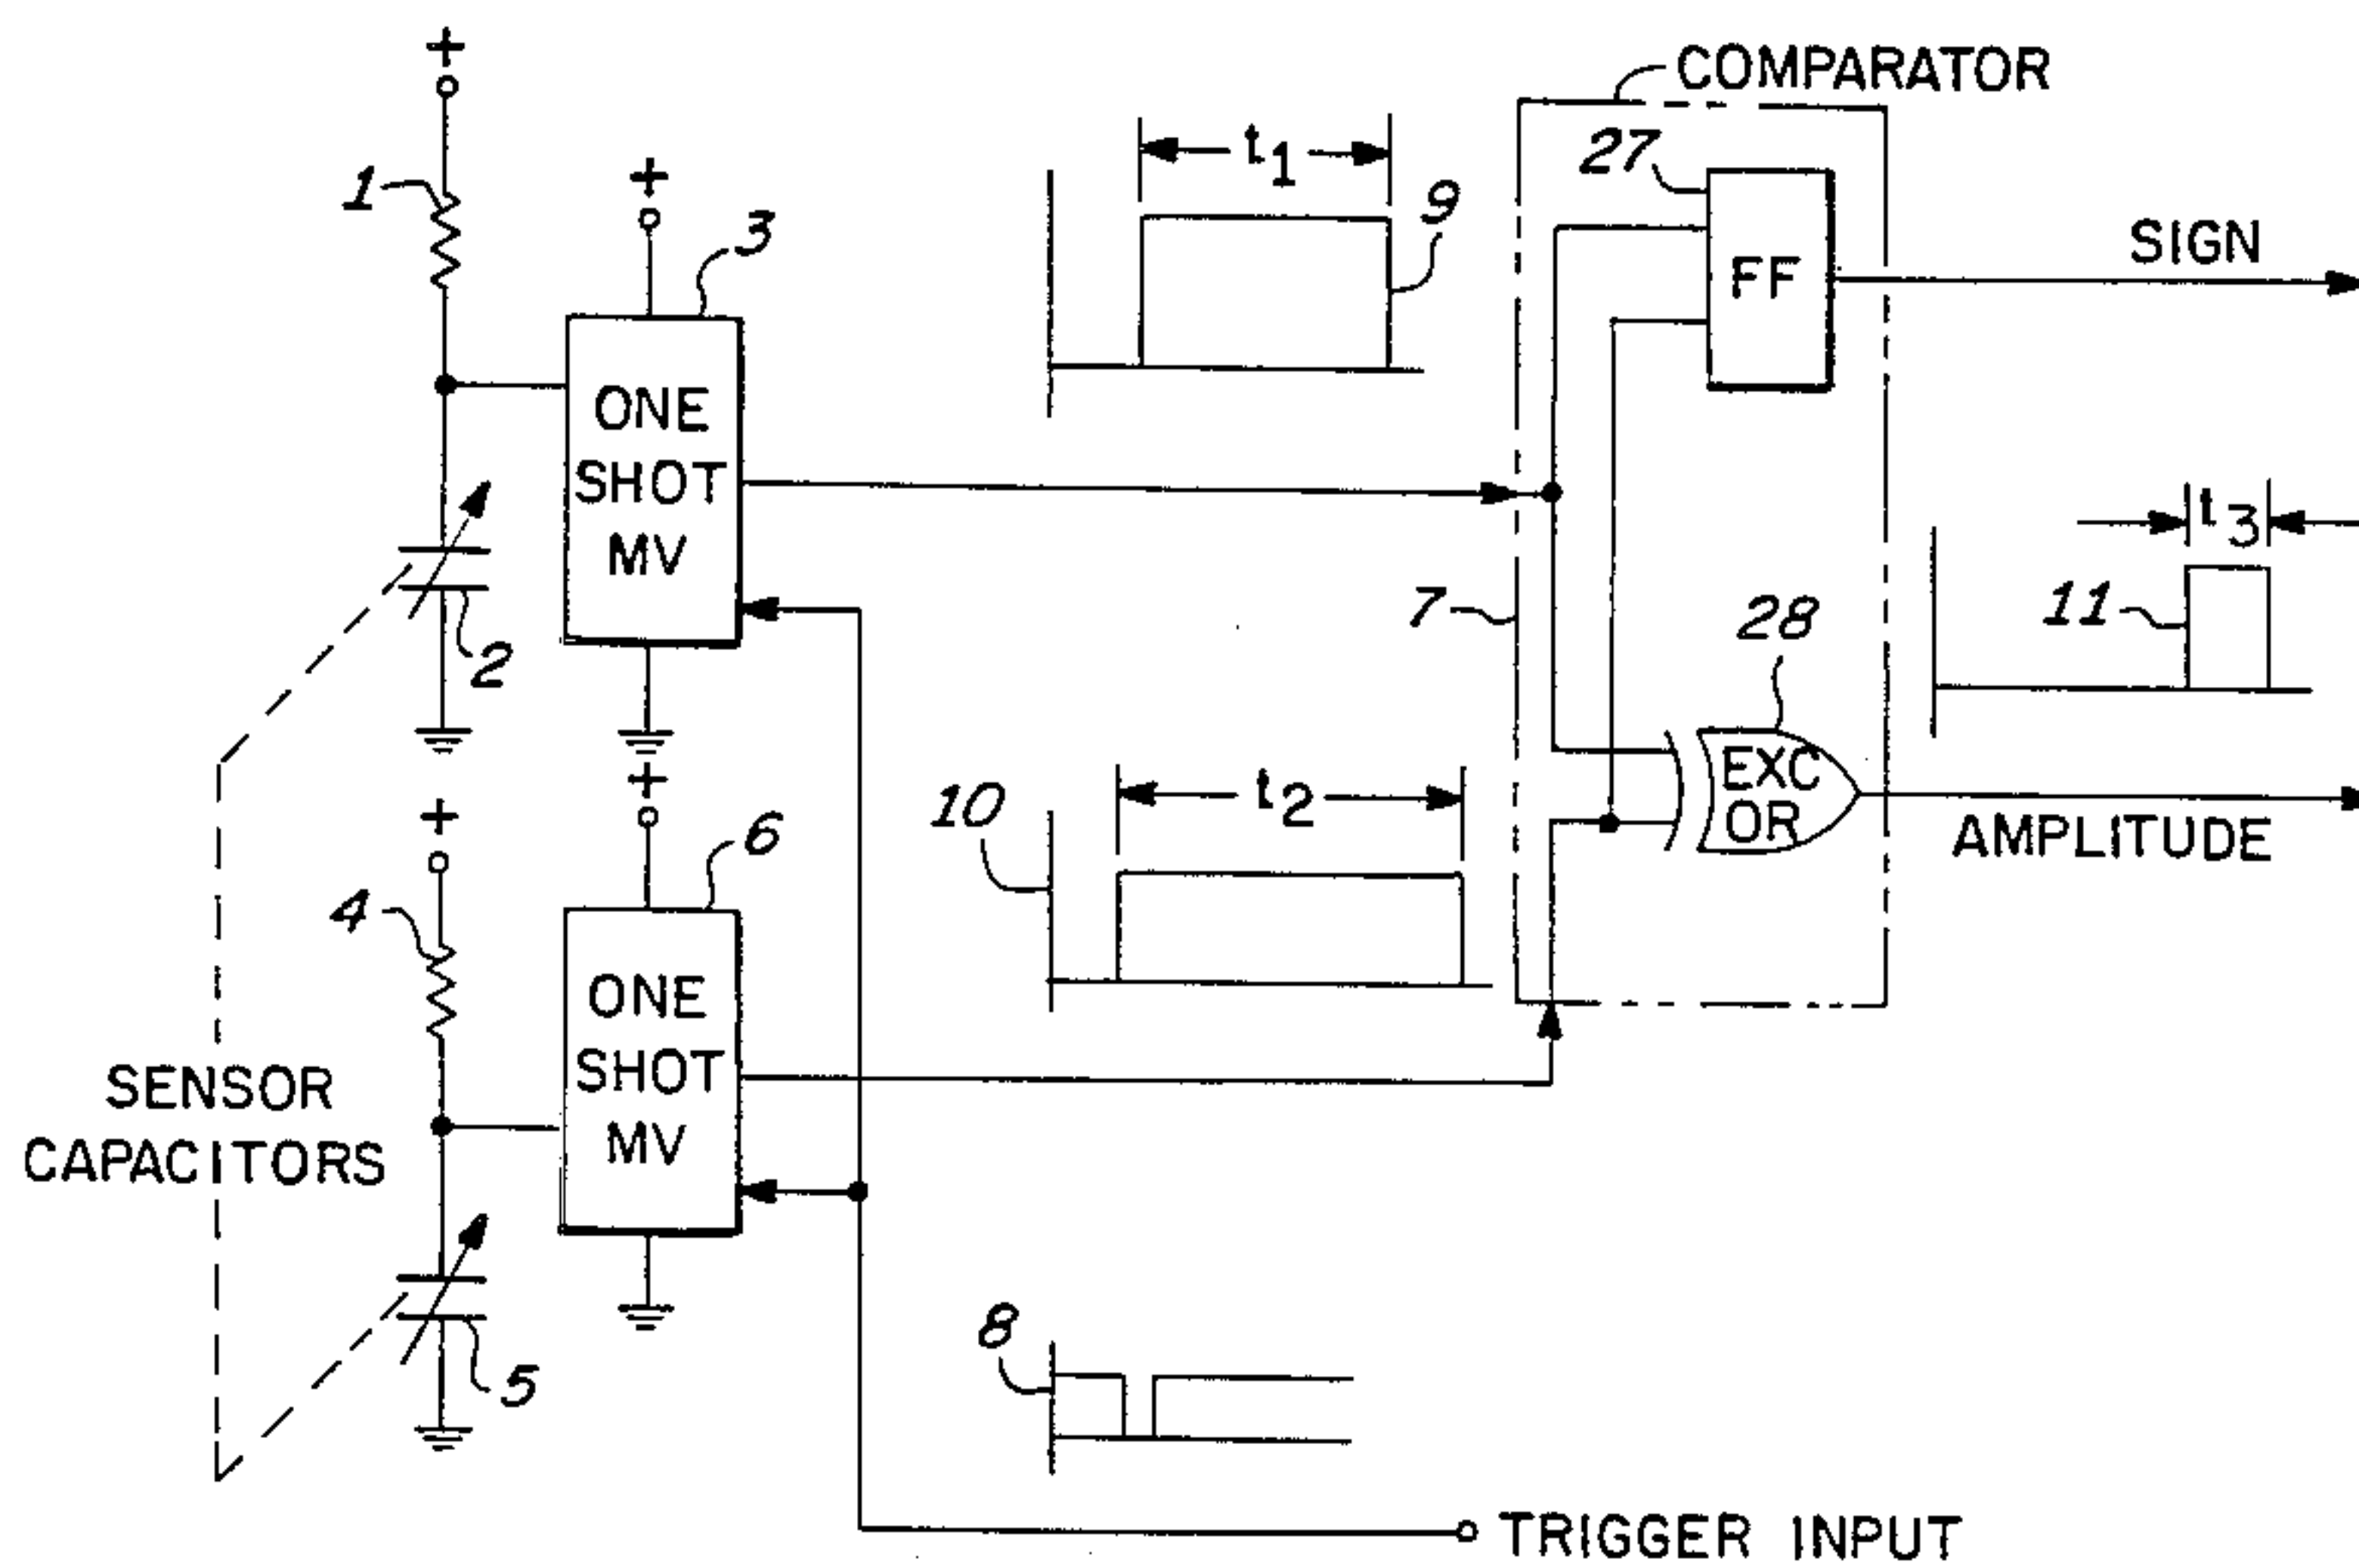 +
COMPARATOR
+
1
3
t1
9
27
FF
SIGN
ONE
SHOT
MV
2
7
28
t3
11
EXC
OR
AMPLITUDE
+
+
10
t2
4
6
ONE
SHOT
MV
SENSOR
CAPACITORS
5
8
TRIGGER INPUT